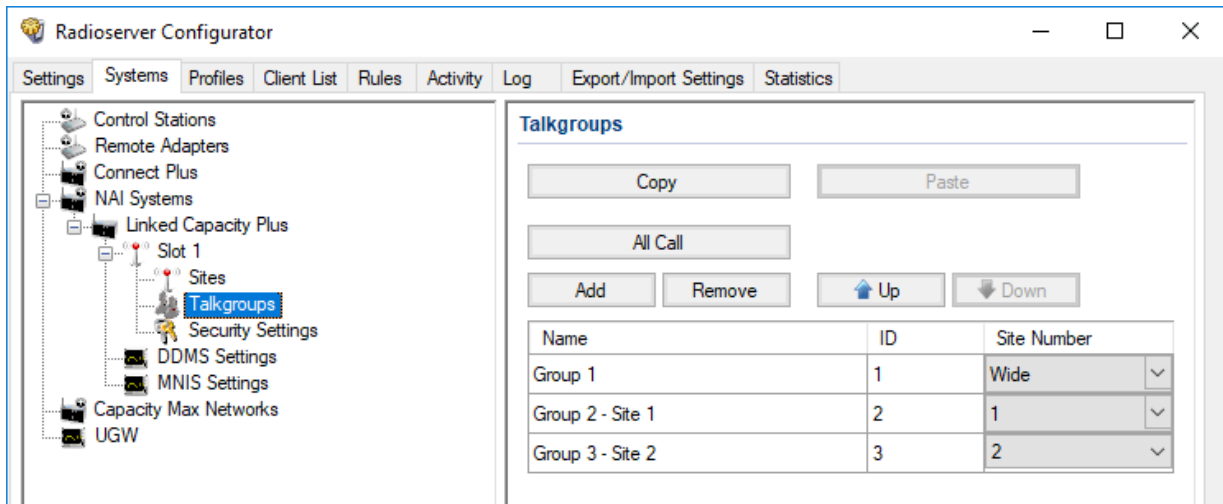 Radioserver Configurator
Settings Systems Profiles Client List Rules Activity Log Export/Import Settings Statistics
Control Stations
Remote Adapters
Connect Plus
NAI Systems
Linked Capacity Plus
Slot 1
Sites
Talkgroups
Security Settings
DDMS Settings
MNIS Settings
Capacity Max Networks
UGW
Talkgroups
Copy Paste
All Call
Add Remove Up Down
Name ID Site Number
Group 1 1 Wide
Group 2 - Site 1 2 1
Group 3 - Site 2 3 2